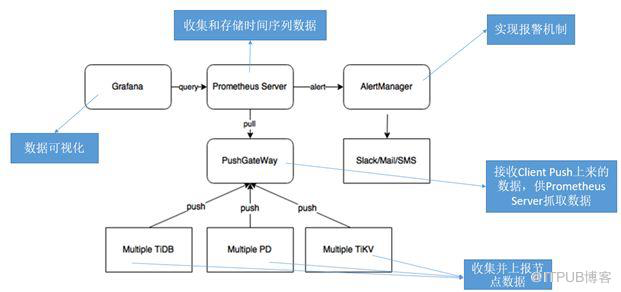 收集和存储时间序列数据
实现报警机制
Grafana
query
Prometheus Server
alert
AlertManager
pull
数据可视化
PushGateWay
Slack/Mail/SMS
接收Client Push上来的
数据，供Prometheus
Server抓取数据
push
push
push
Multiple TiDB
Multiple PD
Multiple TiKV
收集并上报节
点数据
@ITPUB博客